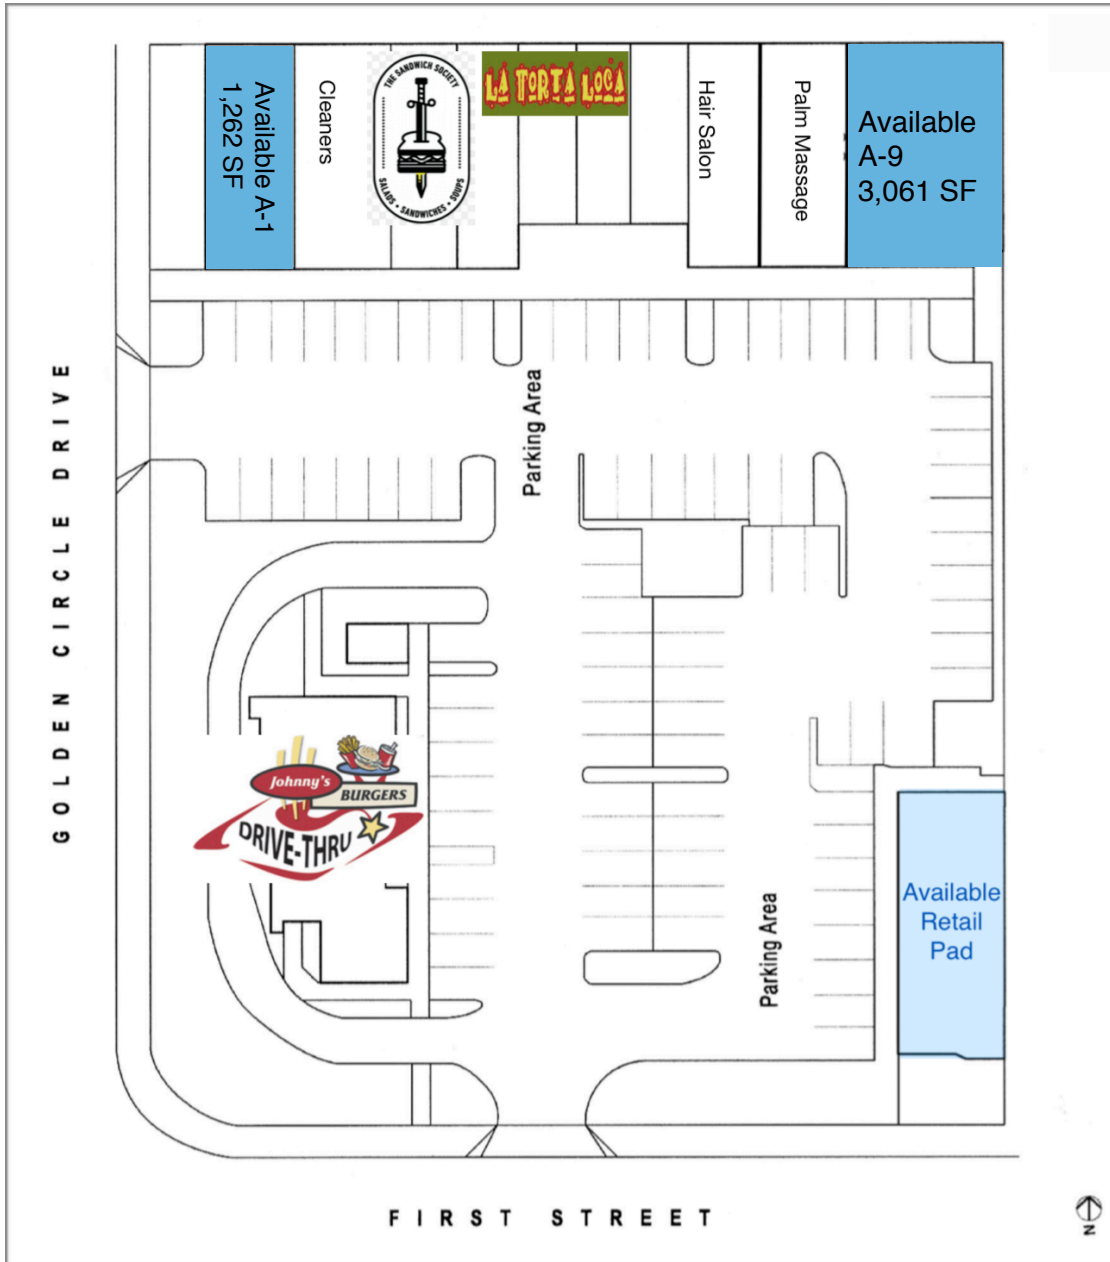 Available A-1
1,262 SF
Cleaners
THE SANDWICH SOCIETY
SALADS • SANDWICHES • SOUPS
LA TORTA LOCA
Hair Salon
Palm Massage
Available
A-9
3,061 SF
Parking Area
GOLDEN CIRCLE DRIVE
Johnny's
BURGERS
DRIVE-THRU
Parking Area
Available
Retail
Pad
FIRST STREET
N